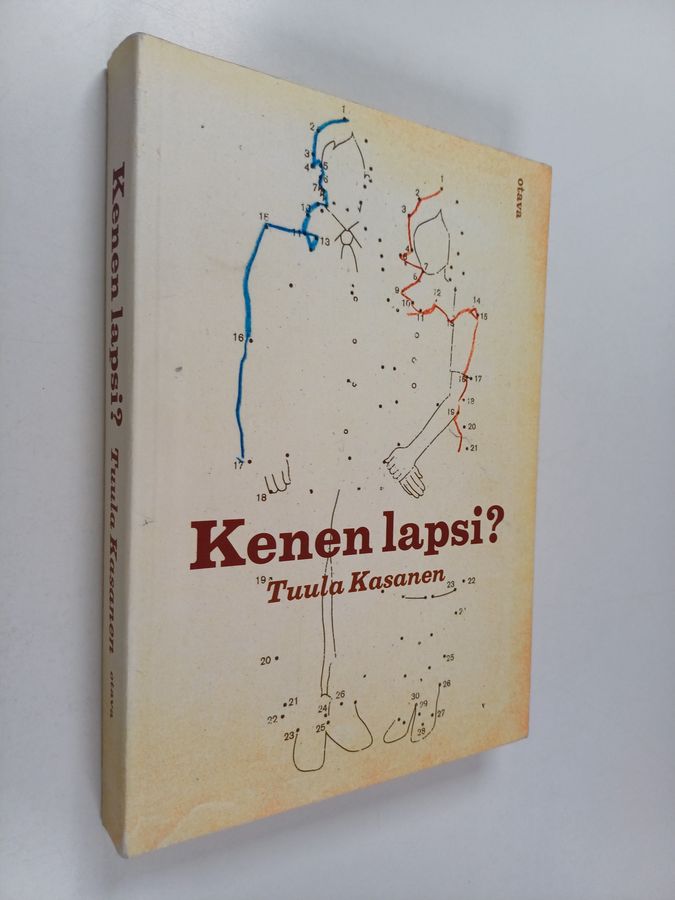 Kenen lapsi? Tuula Kasanen otava
otava
Kenen lapsi?
Tuula Kasanen